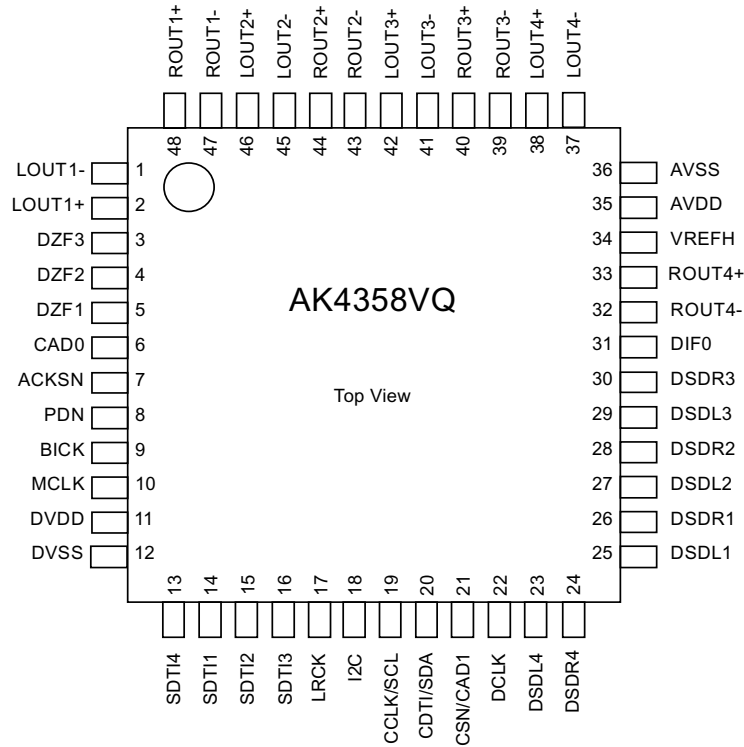 ROUT1+ ROUT1- LOUT2+ LOUT2- ROUT2+ ROUT2- LOUT3+ LOUT3- ROUT3+ ROUT3- LOUT4+ LOUT4-
48 47 46 45 44 43 42 41 40 39 38 37
LOUT1- 1
LOUT1+ 2
DZF3 3
DZF2 4
DZF1 5
CAD0 6
ACKSN 7
PDN 8
BICK 9
MCLK 10
DVDD 11
DVSS 12
AK4358VQ
Top View
36 AVSS
35 AVDD
34 VREFH
33 ROUT4+
32 ROUT4-
31 DIF0
30 DSDR3
29 DSDL3
28 DSDR2
27 DSDL2
26 DSDR1
25 DSDL1
13 14 15 16 17 18 19 20 21 22 23 24
SDTI4 SDTI1 SDTI2 SDTI3 LRCK I2C CCLK/SCL CDTI/SDA CSN/CAD1 DCLK DSDL4 DSDR4